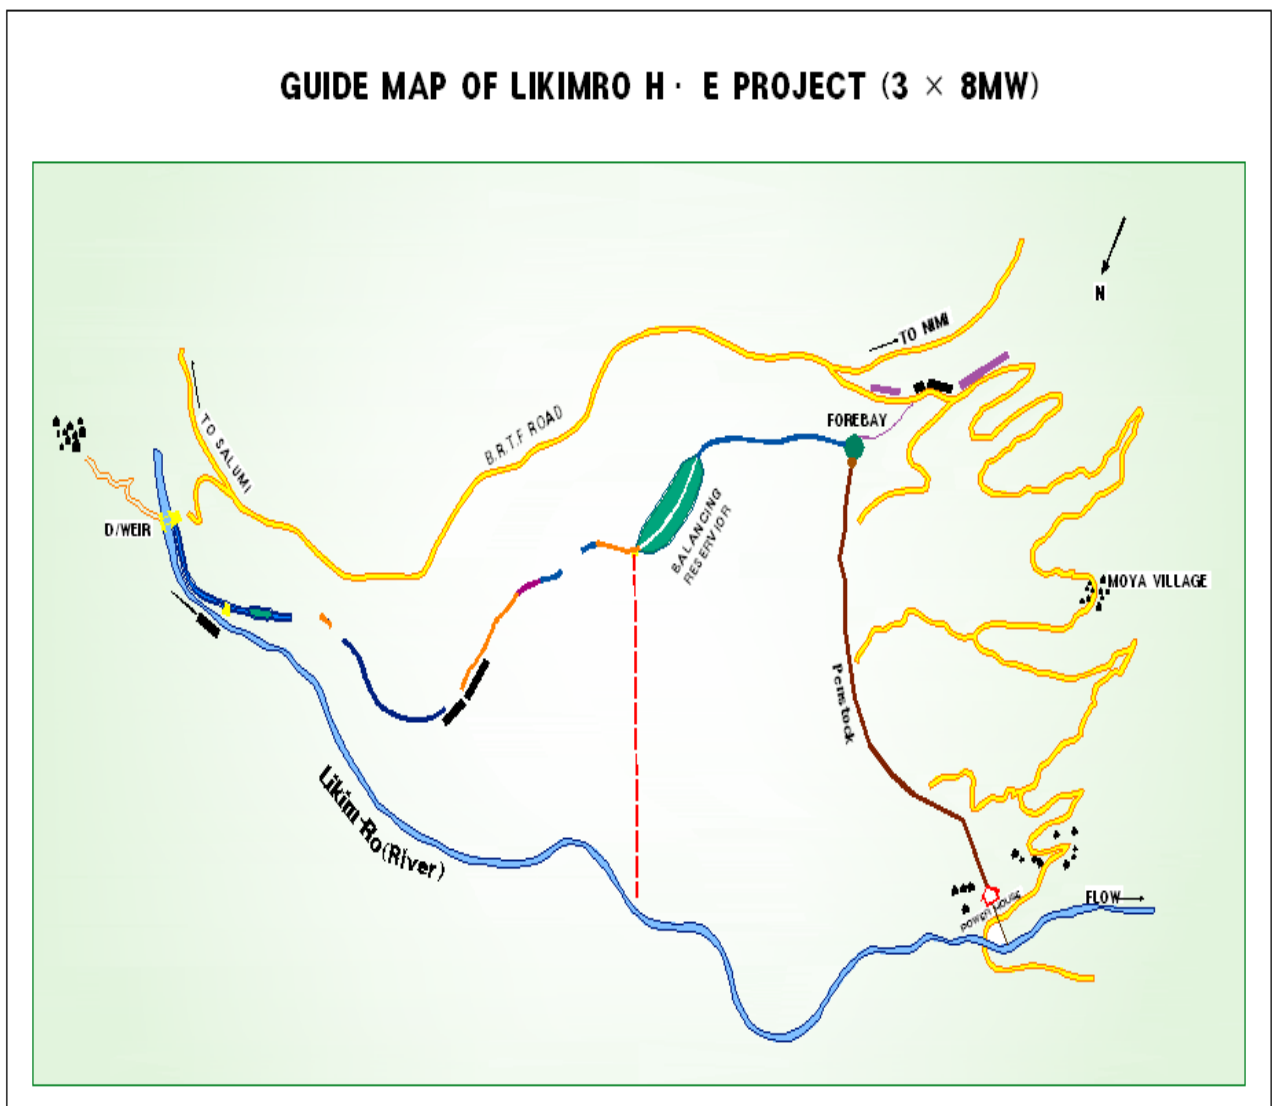 GUIDE MAP OF LIKIMRO H · E PROJECT (3 × 8MW)
N
TO NIMI
FOREBAY
TO SALUMI
B.R.T.F ROAD
D/WEIR
BALANCING
RESERVIOR
MOYA VILLAGE
Penstock
Likim-Ro(River)
POWER HOUSE
FLOW